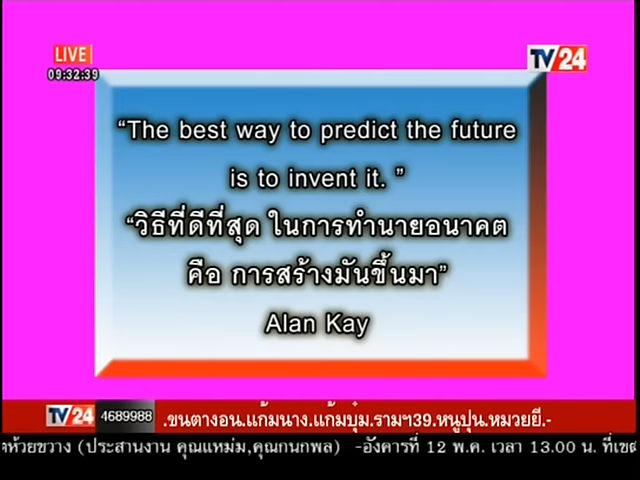 LIVE
09:32:39
TV24
“The best way to predict the future
is to invent it. ”
“วิธีที่ดีที่สุด ในการทำนายอนาคต
คือ การสร้างมันขึ้นมา”
Alan Kay
TV24 4689988 .ขนตางอน.แก้มนาง.แก้มบุ๋ม.รามฯ39.หนูปุ่น.หมวยยี่.-
ห้วยขวาง (ประสานงาน คุณแหม่ม,คุณกนกพล) -อังคารที่ 12 พ.ค. เวลา 13.00 น. ที่เขต